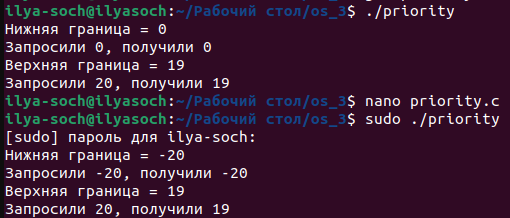 ilya-soch@ilyasoch:~/Рабочий стол/os_3$ ./priority
Нижняя граница = 0
Запросили 0, получили 0
Верхняя граница = 19
Запросили 20, получили 19
ilya-soch@ilyasoch:~/Рабочий стол/os_3$ nano priority.c
ilya-soch@ilyasoch:~/Рабочий стол/os_3$ sudo ./priority
[sudo] пароль для ilya-soch:
Нижняя граница = -20
Запросили -20, получили -20
Верхняя граница = 19
Запросили 20, получили 19